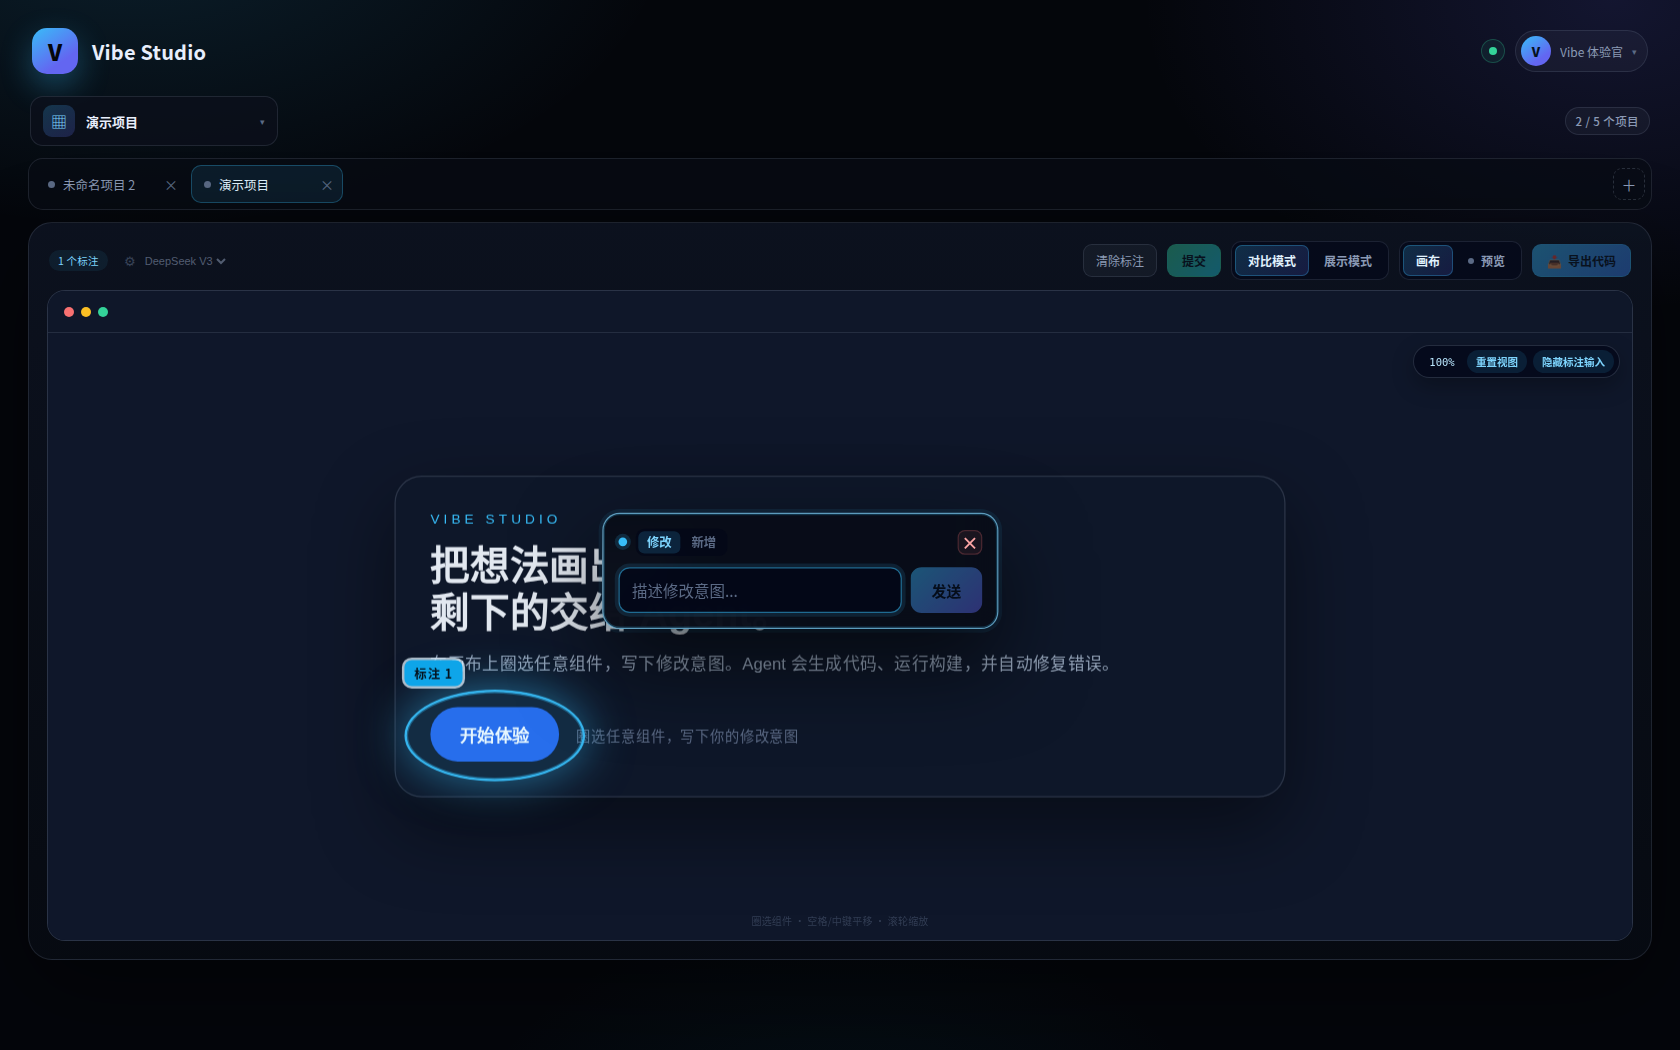 V
Vibe Studio
V
Vibe 体验官
演示项目
2 / 5 个项目
未命名项目 2
演示项目
1 个标注
DeepSeek V3
清除标注
提交
对比模式
展示模式
画布
预览
导出代码
100%
重置视图
隐藏标注输入
VIBE STUDIO
修改
新增
把想法画
描述修改意图...
发送
剩下的交
布上圈选任意组件，写下修改意图。Agent 会生成代码、运行构建，并自动修复错误。
标注 1
开始体验
圈选任意组件，写下你的修改意图
圈选组件 · 空格/中键平移 · 滚轮缩放